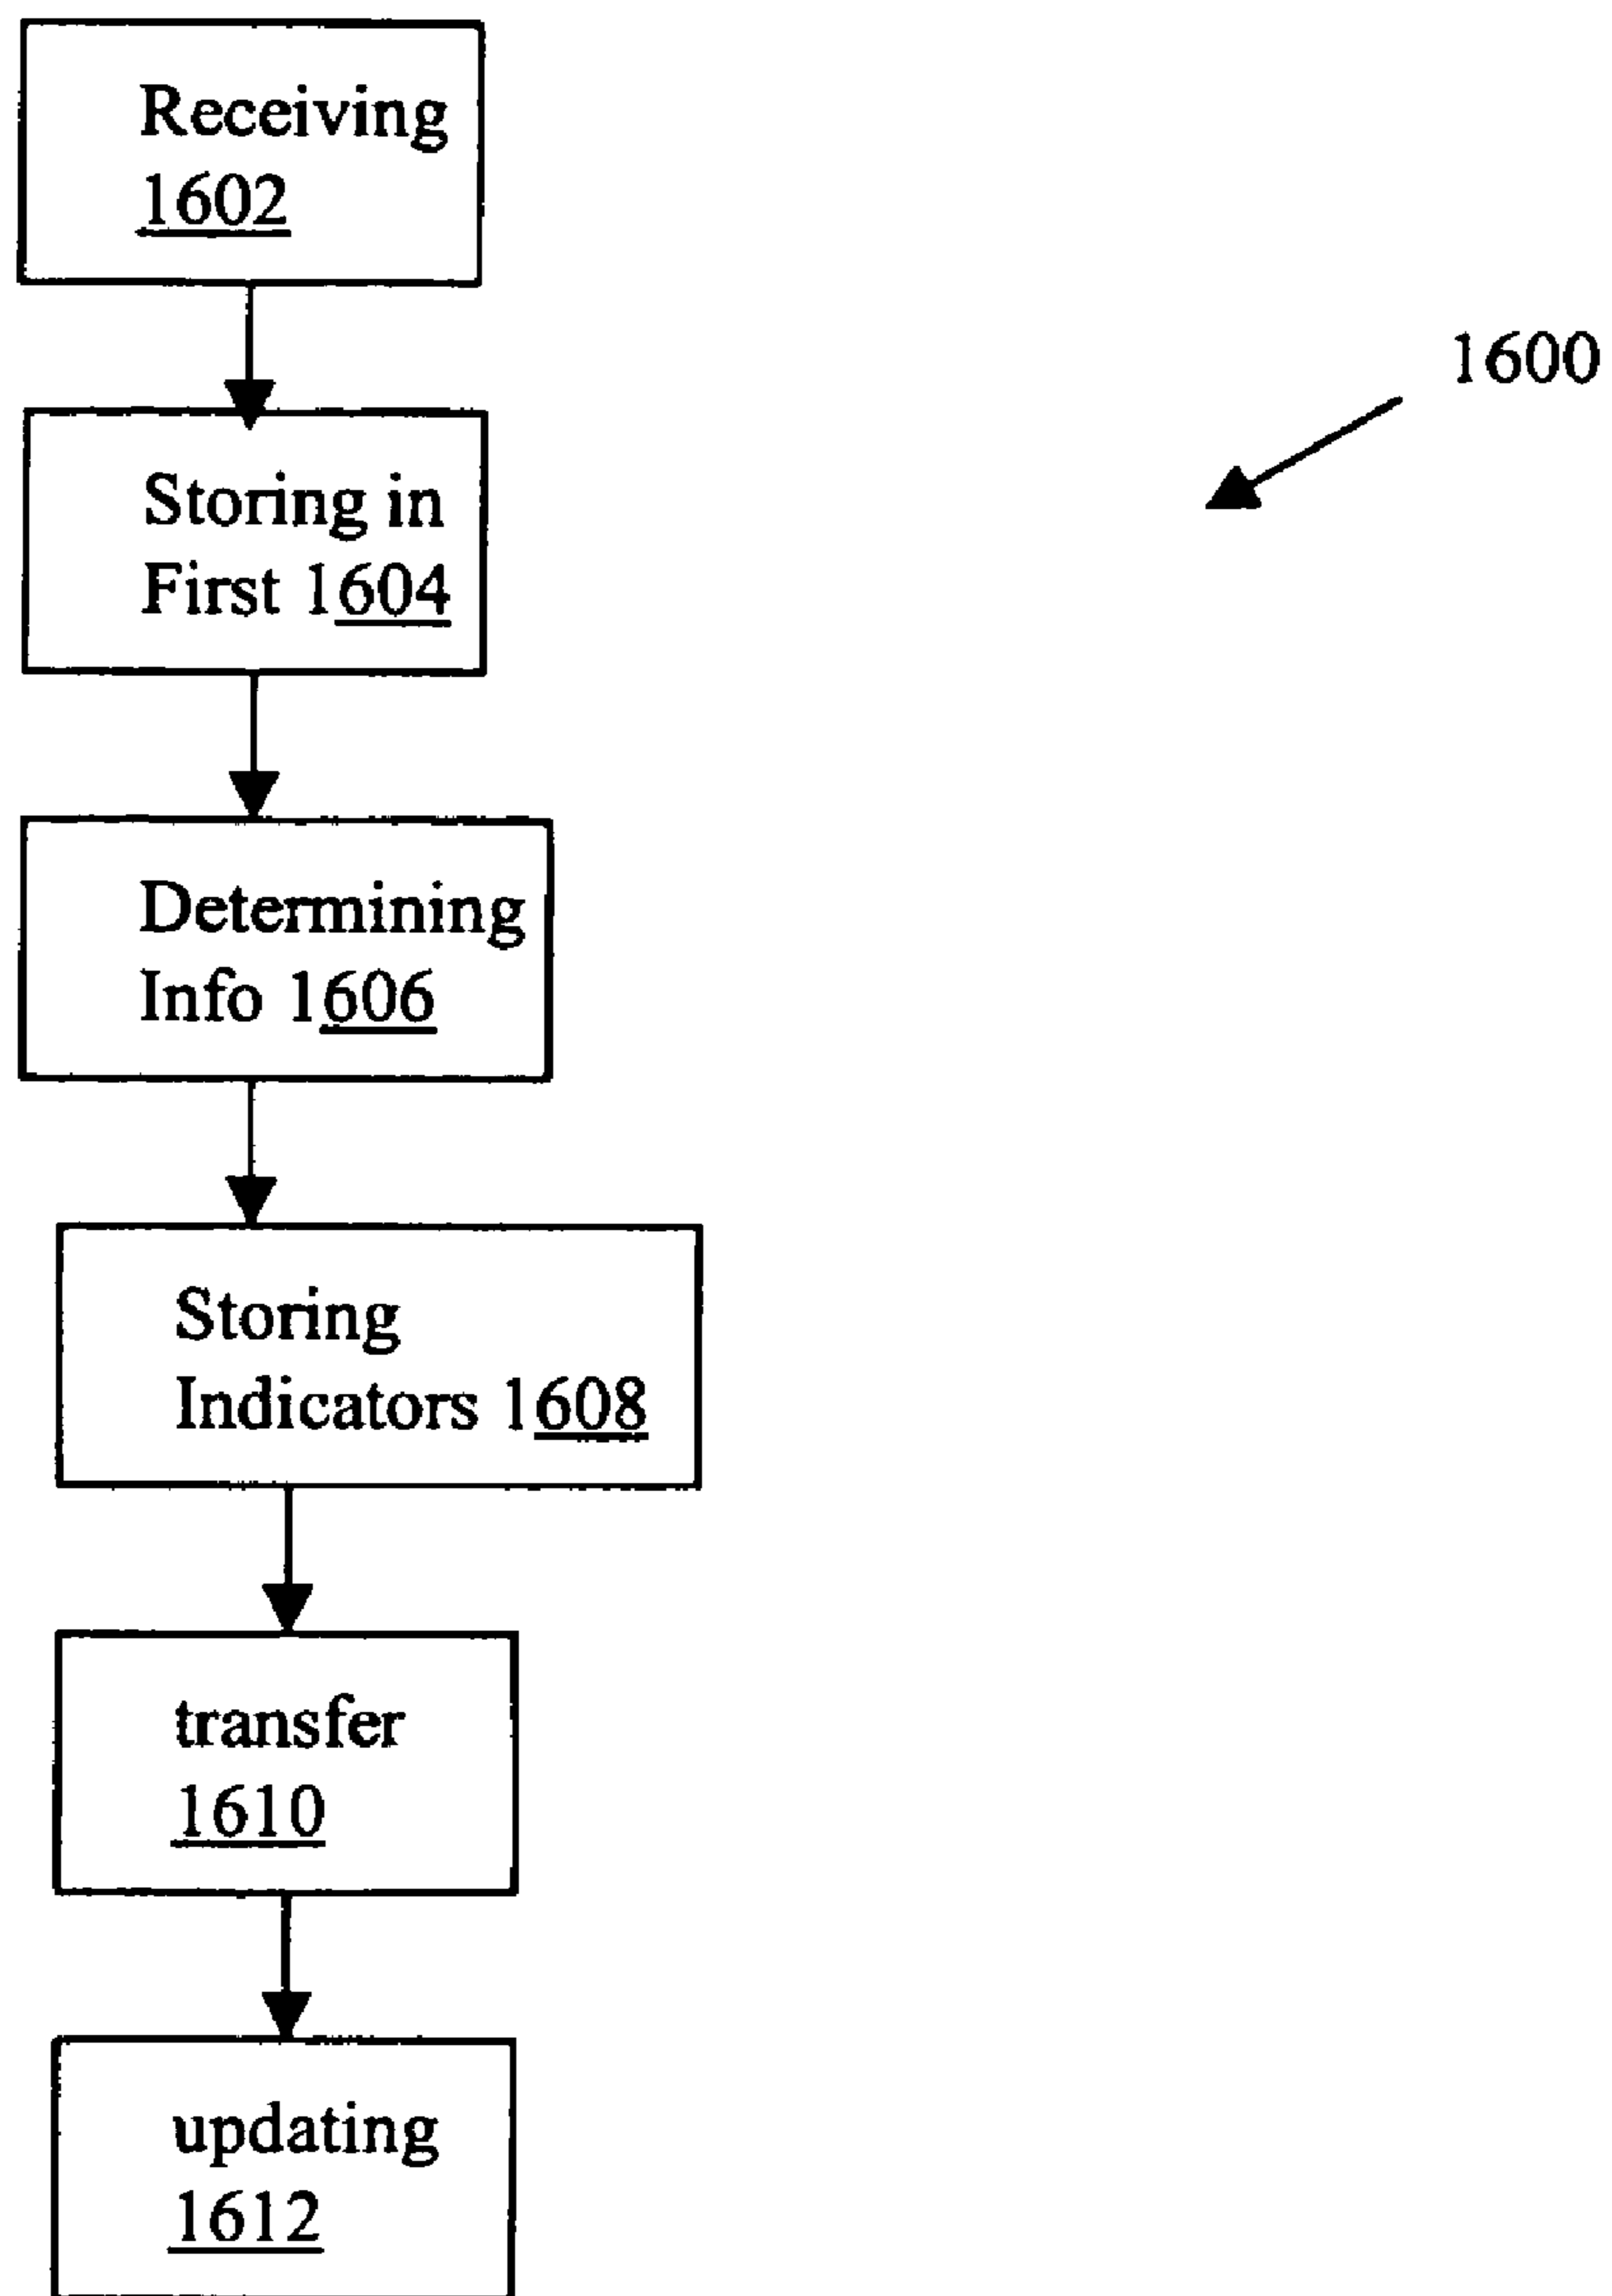 Receiving
1602
1600
Storing in
First 1604
Determining
Info 1606
Storing
Indicators 1608
transfer
1610
updating
1612